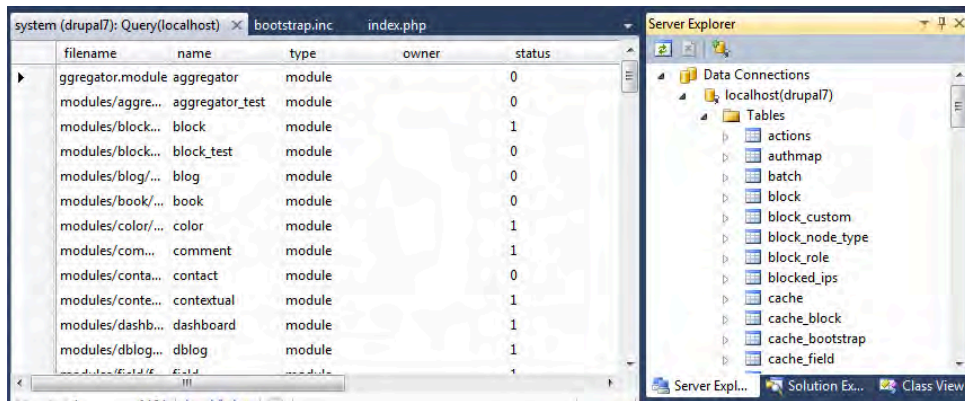 system (drupal7): Query(localhost) bootstrap.inc index.php
filename name type owner status
ggregator.module aggregator module 0
modules/aggre... aggregator_test module 0
modules/block... block module 1
modules/block... block_test module 0
modules/blog/... blog module 0
modules/book/... book module 0
modules/color/... color module 1
modules/com... comment module 1
modules/conta... contact module 0
modules/conte... contextual module 1
modules/dashb... dashboard module 1
modules/dblog... dblog module 1
modules/field/f... field module 1
Server Explorer
Data Connections
localhost(drupal7)
Tables
actions
authmap
batch
block
block_custom
block_node_type
block_role
blocked_ips
cache
cache_block
cache_bootstrap
cache_field
Server Expl... Solution Ex... Class View